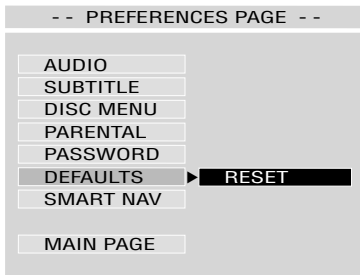 - - PREFERENCES PAGE - -
AUDIO
SUBTITLE
DISC MENU
PARENTAL
PASSWORD
DEFAULTS ▶ RESET
SMART NAV
MAIN PAGE